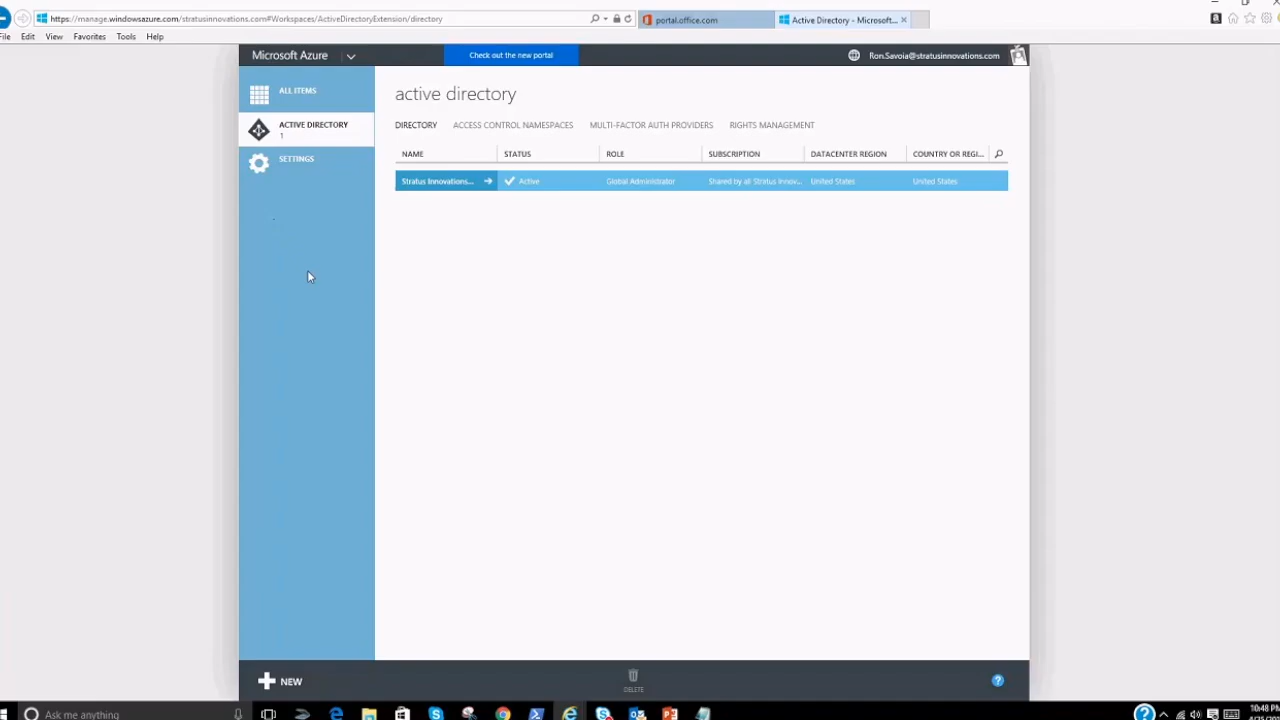 https://manage.windowsazure.com/stratusinnovations.com#Workspaces/ActiveDirectoryExtension/directory
portal.office.com
Active Directory - Microsoft...
File Edit View Favorites Tools Help
Microsoft Azure
Check out the new portal
Ron.Savoia@stratusinnovations.com
ALL ITEMS
ACTIVE DIRECTORY
1
SETTINGS
active directory
DIRECTORY ACCESS CONTROL NAMESPACES MULTI-FACTOR AUTH PROVIDERS RIGHTS MANAGEMENT
NAME STATUS ROLE SUBSCRIPTION DATACENTER REGION COUNTRY OR REGI...
Stratus Innovations... Active Global Administrator Shared by all Stratus Innov... United States United States
NEW
DELETE
?
Ask me anything
10:48 PM